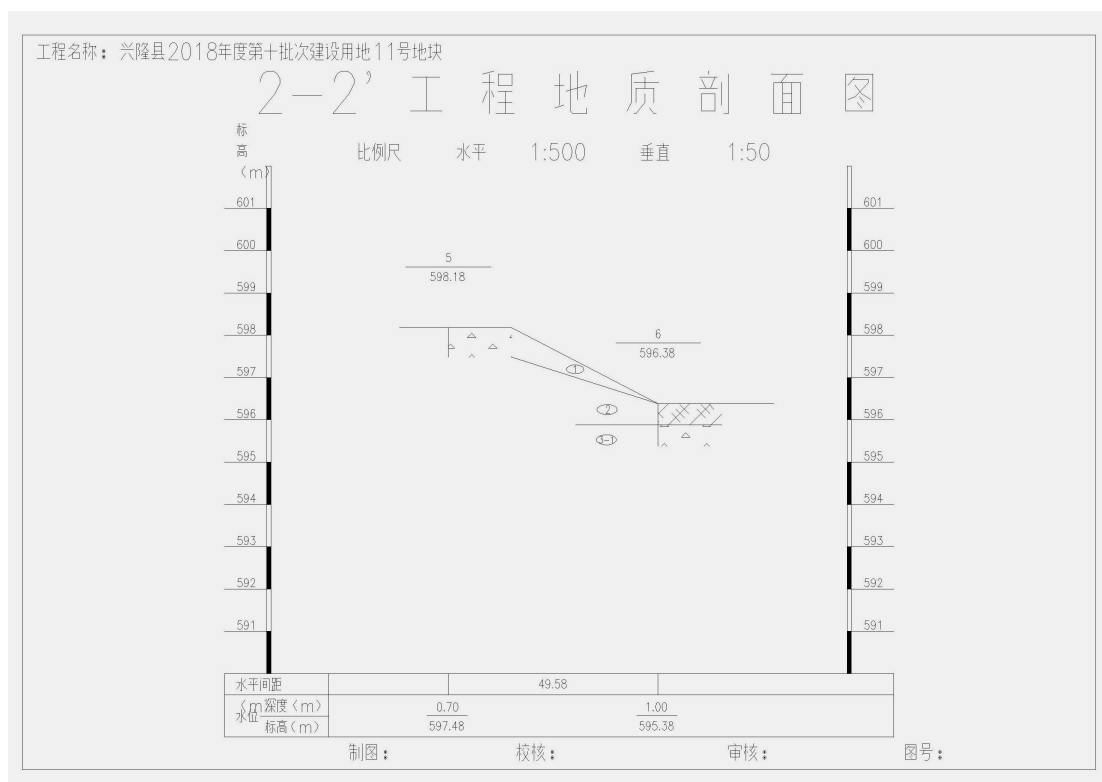 工程名称：兴隆县2018年度第十批次建设用地11号地块
2-2’工程地质剖面图
标高(m)
比例尺 水平 1:500 垂直 1:50
601 601
600 600
5
598.18
599 599
598 598
6
596.38
597 597
①
596 596
②
3-1
595 595
594 594
593 593
592 592
591 591
水平间距(m) 49.58
水位 深度(m) 0.70 1.00
标高(m) 597.48 595.38
制图： 校核： 审核： 图号：